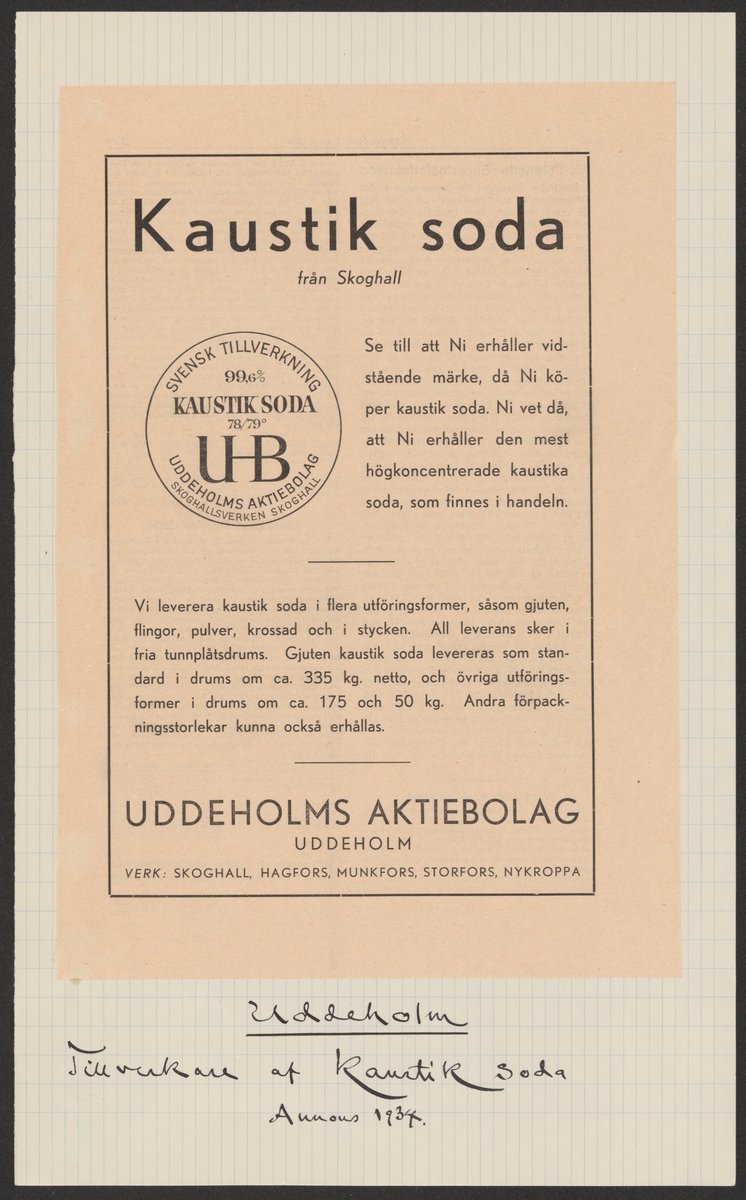 Kaustik soda
från Skoghall
SVENSK TILLVERKNING
99,6%
KAUSTIK SODA
78/79°
UHB
UDDEHOLMS AKTIEBOLAG
SKOGHALLSVERKEN SKOGHALL
Se till att Ni erhåller vid-
stående märke, då Ni kö-
per kaustik soda. Ni vet då,
att Ni erhåller den mest
högkoncentrerade kaustika
soda, som finnes i handeln.
Vi leverera kaustik soda i flera utföringsformer, såsom gjuten,
flingor, pulver, krossad och i stycken. All leverans sker i
fria tunnplåtsdrums. Gjuten kaustik soda levereras som stan-
dard i drums om ca. 335 kg. netto, och övriga utförings-
former i drums om ca. 175 och 50 kg. Andra förpack-
ningsstorlekar kunna också erhållas.
UDDEHOLMS AKTIEBOLAG
UDDEHOLM
VERK: SKOGHALL, HAGFORS, MUNKFORS, STORFORS, NYKROPPA
Uddeholm
Tillverkare af Kaustik soda
Annons 1934.